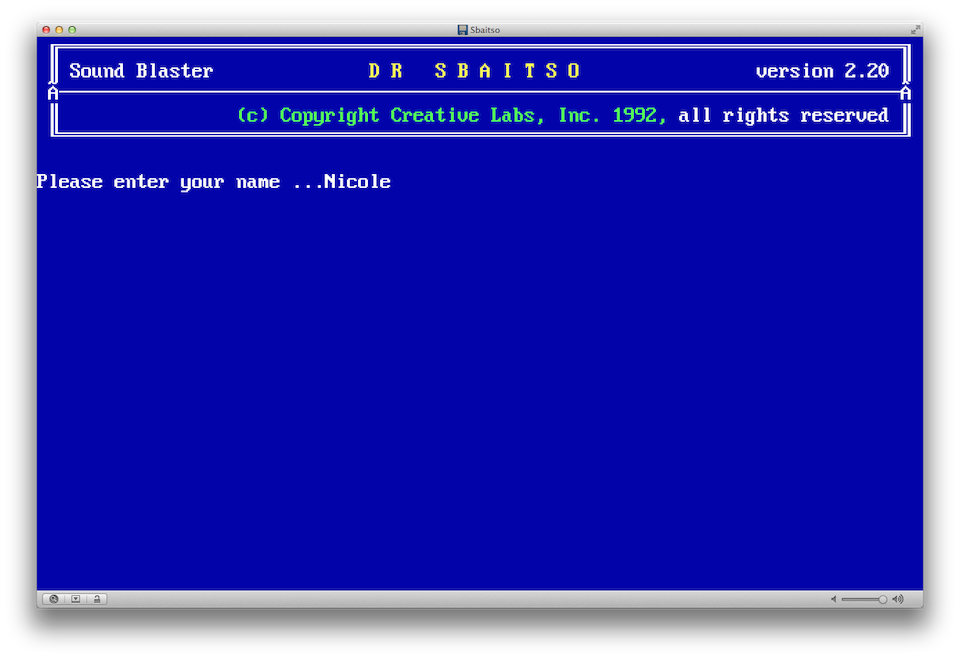 Sbaitso
Sound Blaster D R S B A I T S O version 2.20
(c) Copyright Creative Labs, Inc. 1992, all rights reserved
Please enter your name ...Nicole